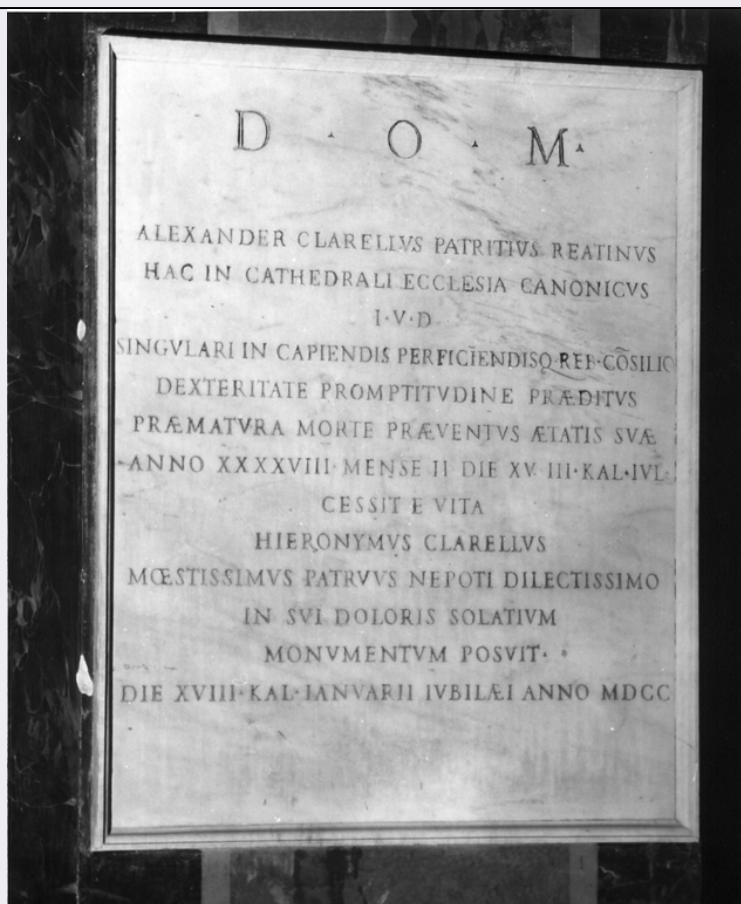 D · O · M ·
ALEXANDER CLARELLVS PATRITIVS REATINVS
HAC IN CATHEDRALI ECCLESIA CANONICVS
I·V·D
SINGVLARI IN CAPIENDIS PERFICIENDISQ REB·CÕSILIO
DEXTERITATE PROMPTITVDINE PRÆDITVS
PRÆMATVRA MORTE PRÆVENTVS ÆTATIS SVÆ
·ANNO XXXXVIII·MENSE II DIE XV III·KAL·IVL·
CESSIT E VITA
HIERONYMVS CLARELLVS
MŒSTISSIMVS PATRVVS NEPOTI DILECTISSIMO
IN SVI DOLORIS SOLATIVM
MONVMENTVM POSVIT·
DIE XVIII·KAL·IANVARII IVBILÆI ANNO MDCC